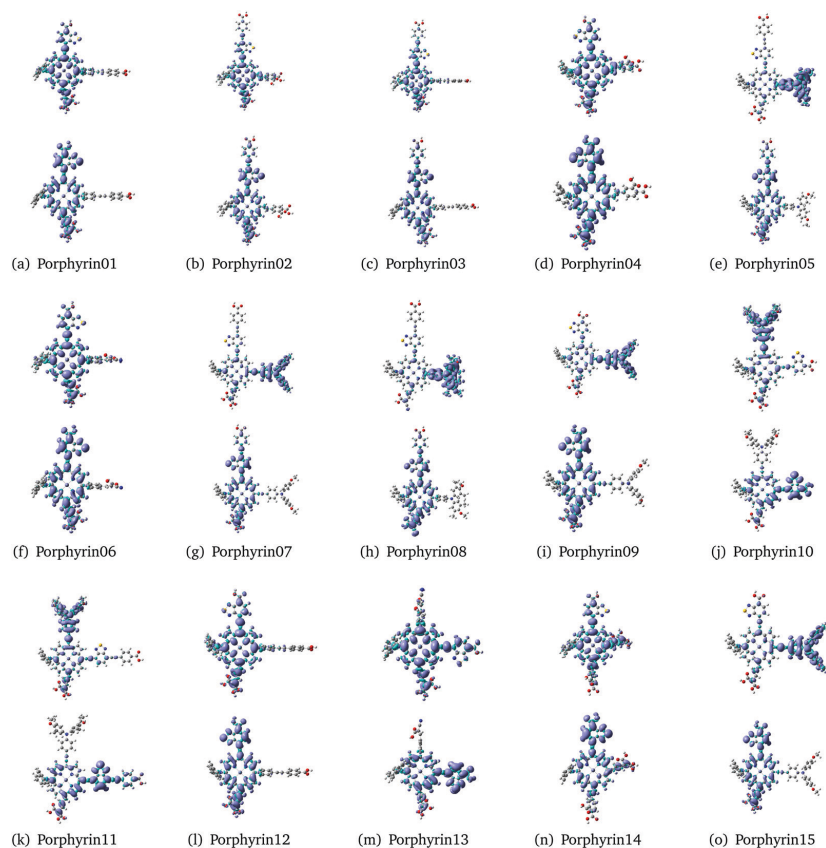 (a) Porphyrin01 (b) Porphyrin02 (c) Porphyrin03 (d) Porphyrin04 (e) Porphyrin05
(f) Porphyrin06 (g) Porphyrin07 (h) Porphyrin08 (i) Porphyrin09 (j) Porphyrin10
(k) Porphyrin11 (l) Porphyrin12 (m) Porphyrin13 (n) Porphyrin14 (o) Porphyrin15